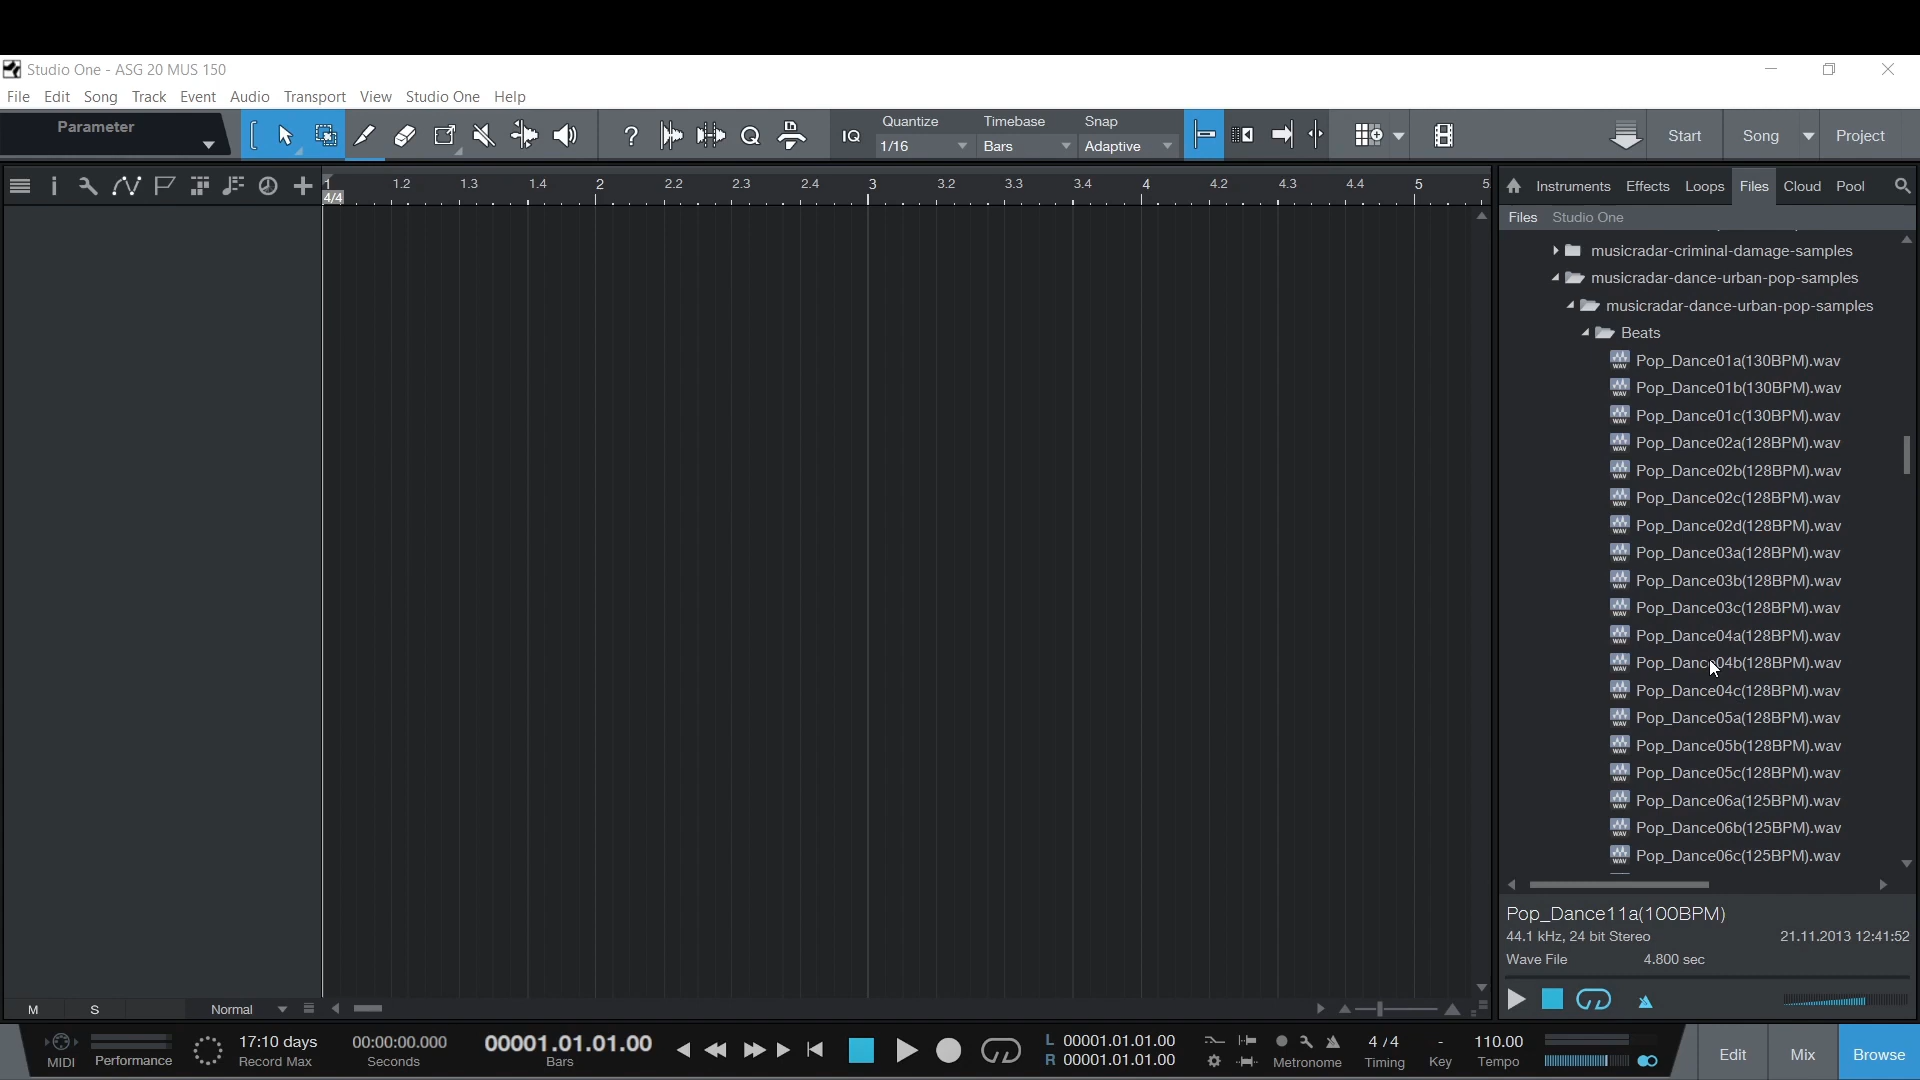 Studio One - ASG 20 MUS 150
File Edit Song Track Event Audio Transport View Studio One Help
Parameter
IQ
Quantize Timebase Snap
1/16 Bars Adaptive
Start Song Project
1 1.2 1.3 1.4 2 2.2 2.3 2.4 3 3.2 3.3 3.4 4 4.2 4.3 4.4 5 5
4/4
Instruments Effects Loops Files Cloud Pool
Files Studio One
musicradar-criminal-damage-samples
musicradar-dance-urban-pop-samples
musicradar-dance-urban-pop-samples
Beats
Pop_Dance01a(130BPM).wav
Pop_Dance01b(130BPM).wav
Pop_Dance01c(130BPM).wav
Pop_Dance02a(128BPM).wav
Pop_Dance02b(128BPM).wav
Pop_Dance02c(128BPM).wav
Pop_Dance02d(128BPM).wav
Pop_Dance03a(128BPM).wav
Pop_Dance03b(128BPM).wav
Pop_Dance03c(128BPM).wav
Pop_Dance04a(128BPM).wav
Pop_Dance04b(128BPM).wav
Pop_Dance04c(128BPM).wav
Pop_Dance05a(128BPM).wav
Pop_Dance05b(128BPM).wav
Pop_Dance05c(128BPM).wav
Pop_Dance06a(125BPM).wav
Pop_Dance06b(125BPM).wav
Pop_Dance06c(125BPM).wav
Pop_Dance11a(100BPM)
44.1 kHz, 24 bit Stereo 21.11.2013 12:41:52
Wave File 4.800 sec
M S Normal
MIDI
Performance
17:10 days
Record Max
00:00:00.000
Seconds
00001.01.01.00
Bars
L 00001.01.01.00
R 00001.01.01.00
Metronome
4 / 4
Timing
-
Key
110.00
Tempo
Edit Mix Browse